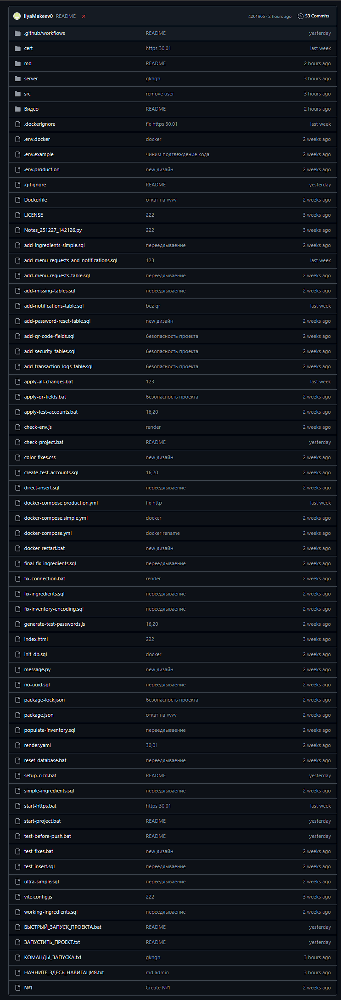 IlyaMakeev0 README 4261966 · 2 hours ago 53 Commits
.github/workflows README yesterday
cert https 30.01 last week
md README 2 hours ago
server gkhgh 3 hours ago
src remove user 3 hours ago
Видео README 2 hours ago
.dockerignore fix https 30.01 last week
.env.docker docker 2 weeks ago
.env.example чиним подтвеждение кода 2 weeks ago
.env.production new дизайн 2 weeks ago
.gitignore README yesterday
Dockerfile откат на vvvv 2 weeks ago
LICENSE 222 3 weeks ago
Notes_251227_142126.py 222 3 weeks ago
add-ingredients-simple.sql переедлываение 2 weeks ago
add-menu-requests-and-notifications.sql 123 last week
add-menu-requests-table.sql переедлываение 2 weeks ago
add-missing-tables.sql переедлываение 2 weeks ago
add-notifications-table.sql bez qr last week
add-password-reset-table.sql new дизайн 2 weeks ago
add-qr-code-fields.sql безопасность проекта 2 weeks ago
add-security-tables.sql безопасность проекта 2 weeks ago
add-transaction-logs-table.sql безопасность проекта 2 weeks ago
apply-all-changes.bat 123 last week
apply-qr-fields.bat безопасность проекта 2 weeks ago
apply-test-accounts.bat 16,20 2 weeks ago
check-env.js render 2 weeks ago
check-project.bat README yesterday
color-fixes.css new дизайн 2 weeks ago
create-test-accounts.sql 16,20 2 weeks ago
direct-insert.sql переедлываение 2 weeks ago
docker-compose.production.yml fix http last week
docker-compose.simple.yml docker 2 weeks ago
docker-compose.yml docker rename 2 weeks ago
docker-restart.bat new дизайн 2 weeks ago
final-fix-ingredients.sql переедлываение 2 weeks ago
fix-connection.bat render 2 weeks ago
fix-ingredients.sql переедлываение 2 weeks ago
fix-inventory-encoding.sql переедлываение 2 weeks ago
generate-test-passwords.js 16,20 2 weeks ago
index.html 222 3 weeks ago
init-db.sql docker 2 weeks ago
message.py new дизайн 2 weeks ago
no-uuid.sql переедлываение 2 weeks ago
package-lock.json безопасность проекта 2 weeks ago
package.json откат на vvvv 2 weeks ago
populate-inventory.sql переедлываение 2 weeks ago
render.yaml 30,01 2 weeks ago
reset-database.bat переедлываение 2 weeks ago
setup-cicd.bat README yesterday
simple-ingredients.sql переедлываение 2 weeks ago
start-https.bat https 30.01 last week
start-project.bat README yesterday
test-before-push.bat README yesterday
test-fixes.bat new дизайн 2 weeks ago
test-insert.sql переедлываение 2 weeks ago
ultra-simple.sql переедлываение 2 weeks ago
vite.config.js 222 3 weeks ago
working-ingredients.sql переедлываение 2 weeks ago
БЫСТРЫЙ_ЗАПУСК_ПРОЕКТА.bat README yesterday
ЗАПУСТИТЬ_ПРОЕКТ.txt README yesterday
КОМАНДЫ_ЗАПУСКА.txt gkhgh 3 hours ago
НАЧНИТЕ_ЗДЕСЬ_НАВИГАЦИЯ.txt md admin 3 hours ago
№1 Create №1 2 weeks ago